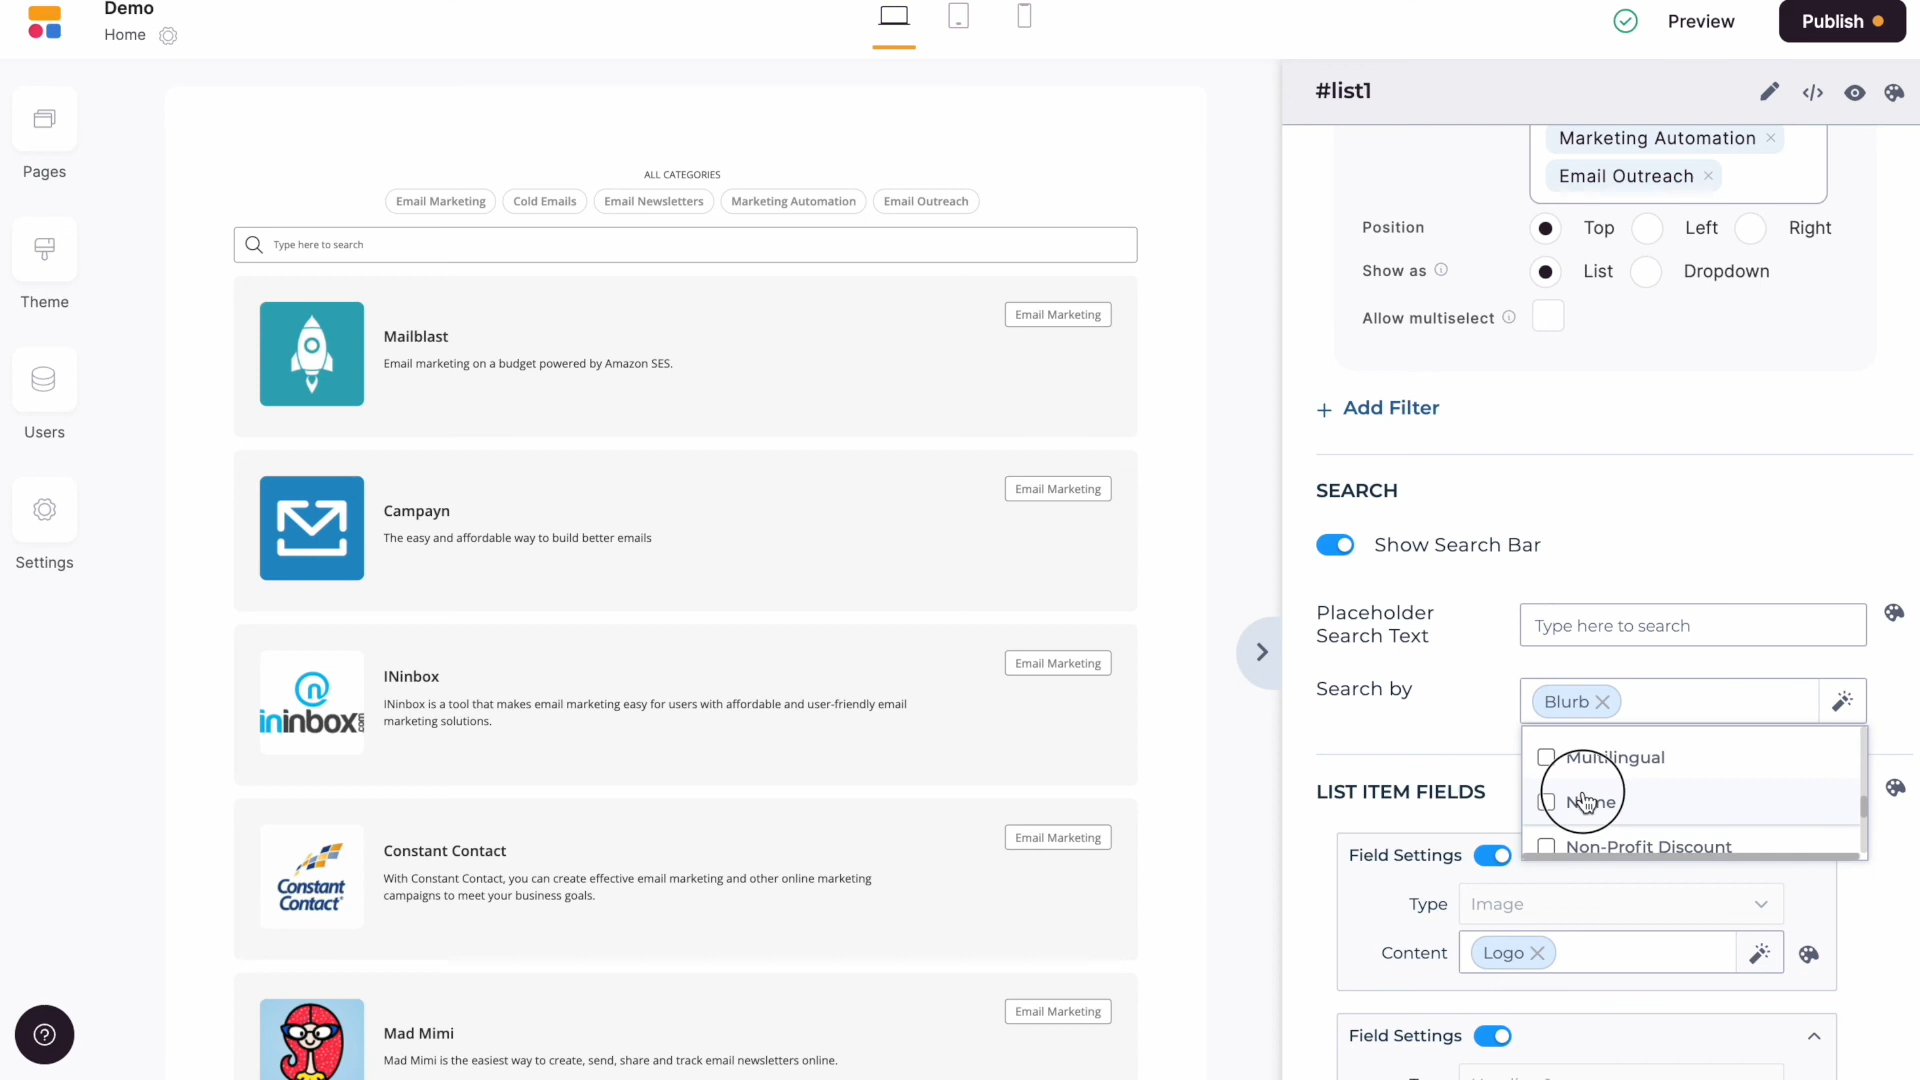 Demo
Home
Preview
Publish
Pages
Theme
Users
Settings
ALL CATEGORIES
Email Marketing
Cold Emails
Email Newsletters
Marketing Automation
Email Outreach
Type here to search
Mailblast
Email marketing on a budget powered by Amazon SES.
Email Marketing
Campayn
The easy and affordable way to build better emails
Email Marketing
ininbox.com
INinbox
INinbox is a tool that makes email marketing easy for users with affordable and user-friendly email
marketing solutions.
Email Marketing
Constant
Contact
Constant Contact
With Constant Contact, you can create effective email marketing and other online marketing
campaigns to meet your business goals.
Email Marketing
Mad Mimi
Mad Mimi is the easiest way to create, send, share and track email newsletters online.
Email Marketing
#list1
Marketing Automation ×
Email Outreach ×
Position Top Left Right
Show as List Dropdown
Allow multiselect
+ Add Filter
SEARCH
Show Search Bar
Placeholder
Search Text
Type here to search
Search by
Blurb
Multilingual
Name
Non-Profit Discount
LIST ITEM FIELDS
Field Settings
Type Image
Content Logo
Field Settings